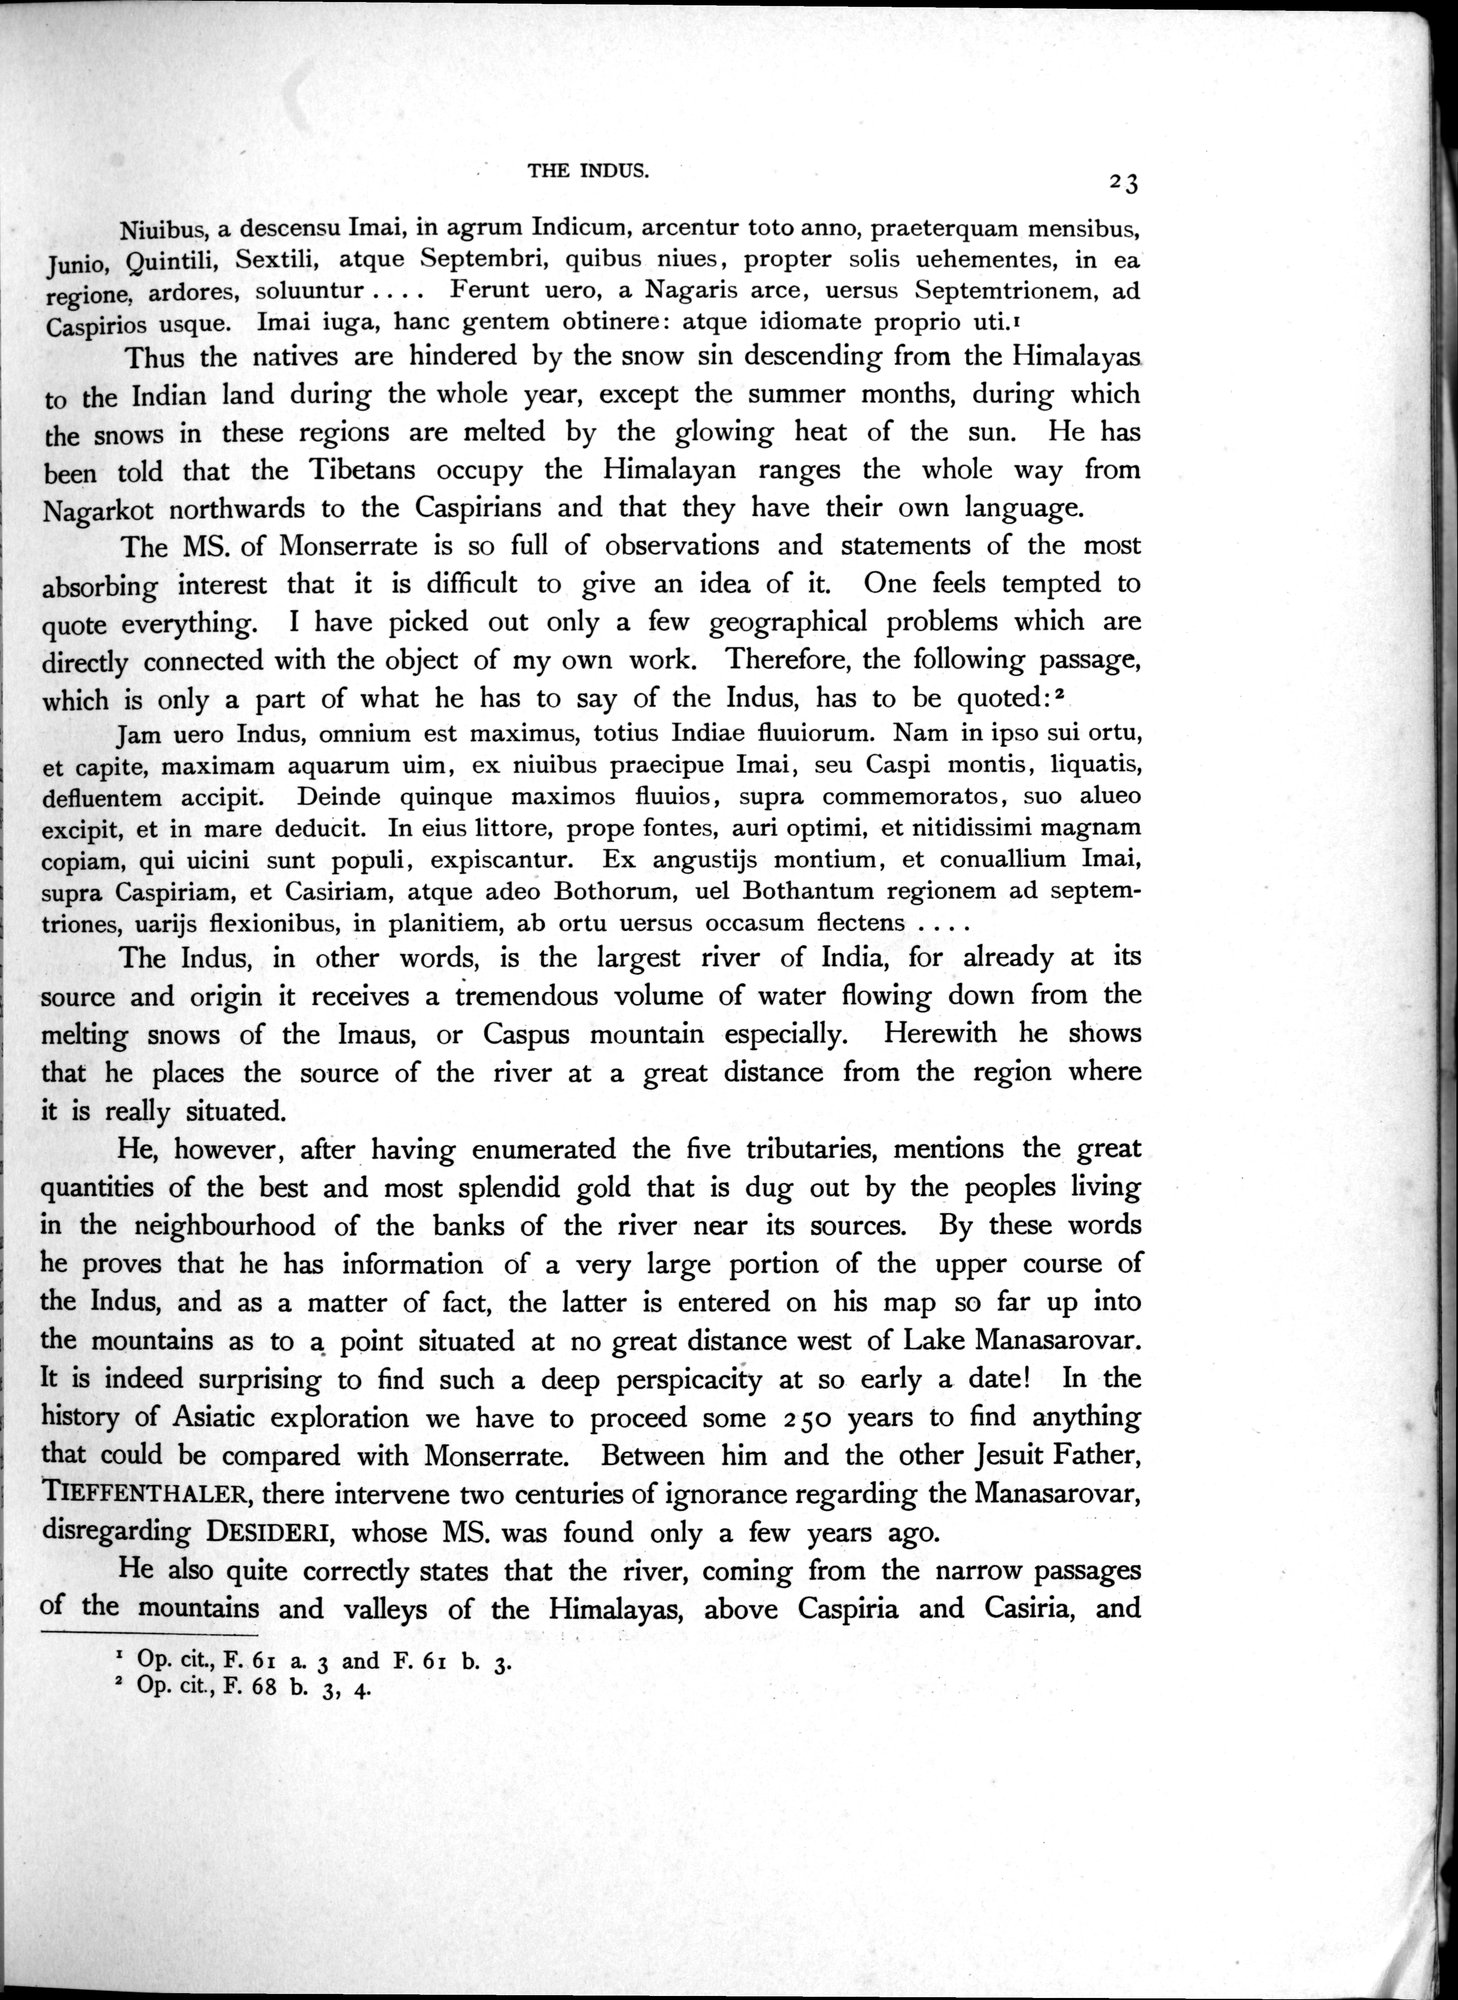 THE INDUS.
23
Niuibus, a descensu Imai, in agrum Indicum, arcentur toto anno, praeterquam mensibus,
Junio, Quintili, Sextili, atque Septembri, quibus niues, propter solis uehementes, in ea
regione, ardores, soluuntur .... Ferunt uero, a Nagaris arce, uersus Septemtrionem, ad
Caspirios usque. Imai iuga, hanc gentem obtinere: atque idiomate proprio uti.¹
Thus the natives are hindered by the snow sin descending from the Himalayas
to the Indian land during the whole year, except the summer months, during which
the snows in these regions are melted by the glowing heat of the sun. He has
been told that the Tibetans occupy the Himalayan ranges the whole way from
Nagarkot northwards to the Caspirians and that they have their own language.
The MS. of Monserrate is so full of observations and statements of the most
absorbing interest that it is difficult to give an idea of it. One feels tempted to
quote everything. I have picked out only a few geographical problems which are
directly connected with the object of my own work. Therefore, the following passage,
which is only a part of what he has to say of the Indus, has to be quoted:²
Jam uero Indus, omnium est maximus, totius Indiae fluuiorum. Nam in ipso sui ortu,
et capite, maximam aquarum uim, ex niuibus praecipue Imai, seu Caspi montis, liquatis,
defluentem accipit. Deinde quinque maximos fluuios, supra commemoratos, suo alueo
excipit, et in mare deducit. In eius littore, prope fontes, auri optimi, et nitidissimi magnam
copiam, qui uicini sunt populi, expiscantur. Ex angustijs montium, et conuallium Imai,
supra Caspiriam, et Casiriam, atque adeo Bothorum, uel Bothantum regionem ad septem-
triones, uarijs flexionibus, in planitiem, ab ortu uersus occasum flectens ....
The Indus, in other words, is the largest river of India, for already at its
source and origin it receives a tremendous volume of water flowing down from the
melting snows of the Imaus, or Caspus mountain especially. Herewith he shows
that he places the source of the river at a great distance from the region where
it is really situated.
He, however, after having enumerated the five tributaries, mentions the great
quantities of the best and most splendid gold that is dug out by the peoples living
in the neighbourhood of the banks of the river near its sources. By these words
he proves that he has information of a very large portion of the upper course of
the Indus, and as a matter of fact, the latter is entered on his map so far up into
the mountains as to a point situated at no great distance west of Lake Manasarovar.
It is indeed surprising to find such a deep perspicacity at so early a date! In the
history of Asiatic exploration we have to proceed some 250 years to find anything
that could be compared with Monserrate. Between him and the other Jesuit Father,
TIEFFENTHALER, there intervene two centuries of ignorance regarding the Manasarovar,
disregarding DESIDERI, whose MS. was found only a few years ago.
He also quite correctly states that the river, coming from the narrow passages
of the mountains and valleys of the Himalayas, above Caspiria and Casiria, and
¹ Op. cit., F. 61 a. 3 and F. 61 b. 3.
² Op. cit., F. 68 b. 3, 4.